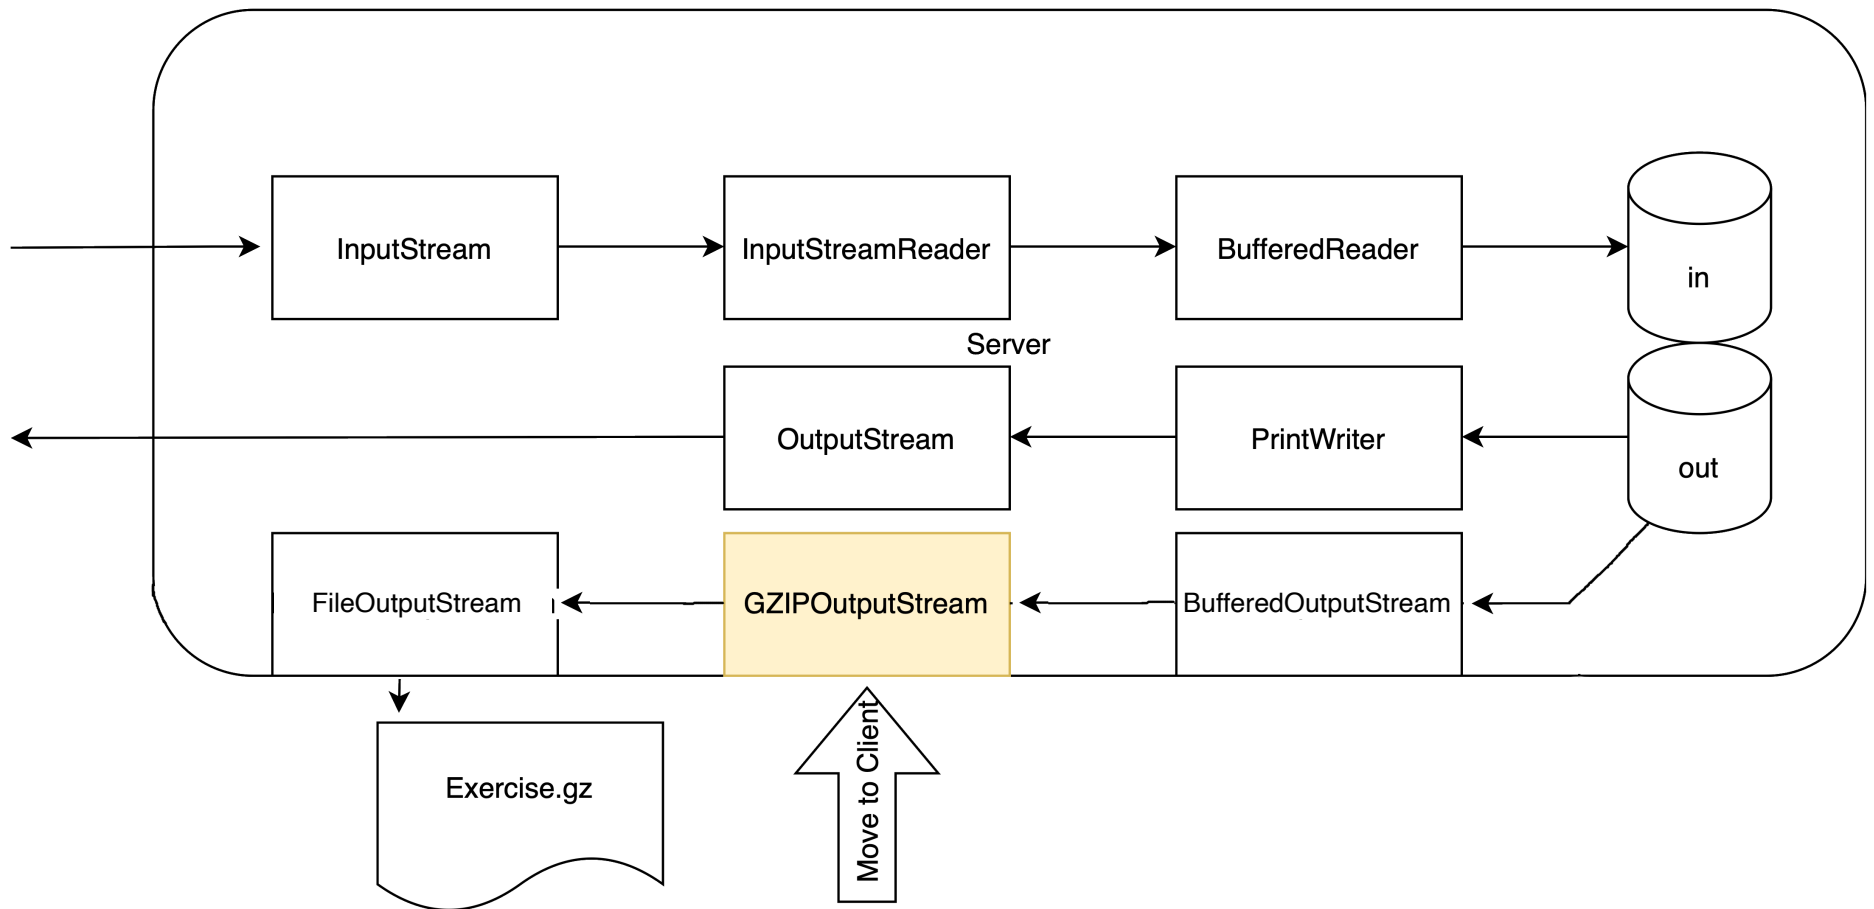 InputStream
InputStreamReader
BufferedReader
in
Server
OutputStream
PrintWriter
out
FileOutputStream
GZIPOutputStream
BufferedOutputStream
Exercise.gz
Move to Client